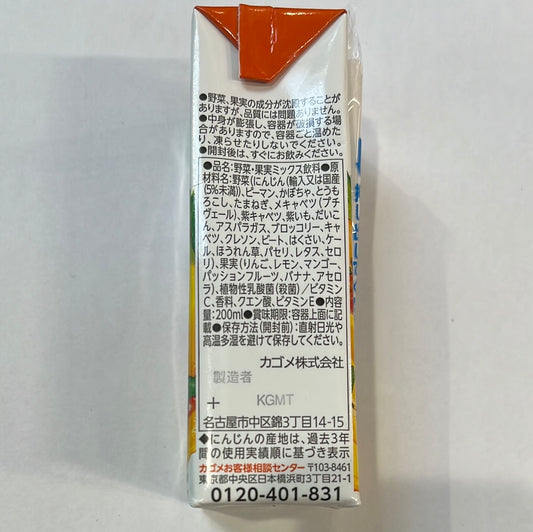 ●野菜、果実の成分が沈殿することが
ありますが、品質には問題ありません。
●中身が膨張し、容器が破損する場
合がありますので、容器ごと温めた
り、凍らせたりしないでください。
●開封後は、すぐにお飲みください。
●品名:野菜・果実ミックス飲料●原
材料名:野菜(にんじん(輸入又は国産
(5%未満))、ピーマン、かぼちゃ、とうも
ろこし、たまねぎ、メキャベツ(プチ
ヴェール)、紫キャベツ、紫いも、だいこ
ん、アスパラガス、ブロッコリー、キャ
ベツ、クレソン、ビート、はくさい、ケー
ル、ほうれん草、パセリ、レタス、セロ
リ)、果実(りんご、レモン、マンゴー、
パッションフルーツ、バナナ、アセロ
ラ)、植物性乳酸菌(殺菌)/ビタミン
C、香料、クエン酸、ビタミンE●内容
量:200ml●賞味期限:容器上面に記
載●保存方法(開封前):直射日光や
高温多湿を避けて保存してください。
カゴメ株式会社
製造者
+ KGMT
名古屋市中区錦3丁目14-15
◆にんじんの産地は、過去3年
間の使用実績順に基づき表示
カゴメお客様相談センター 〒103-8461
東京都中央区日本橋浜町3丁目21-1
0120-401-831